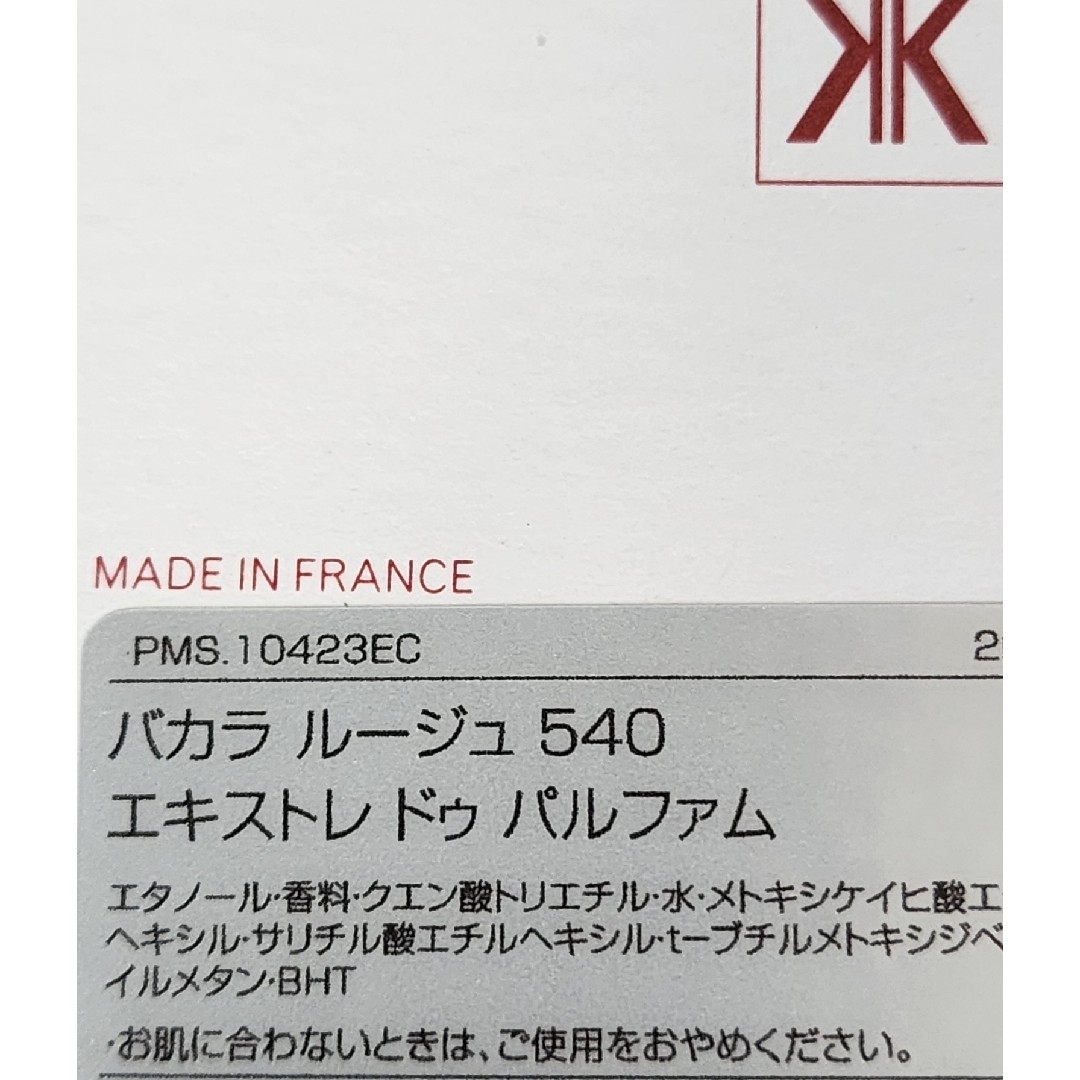 MADE IN FRANCE
PMS.10423EC 2
バカラ ルージュ 540
エキストレ ドゥ パルファム
エタノール・香料・クエン酸トリエチル・水・メトキシケイヒ酸エ
ヘキシル・サリチル酸エチルヘキシル・t-ブチルメトキシジベ
イルメタン・BHT
・お肌に合わないときは、ご使用をおやめください。